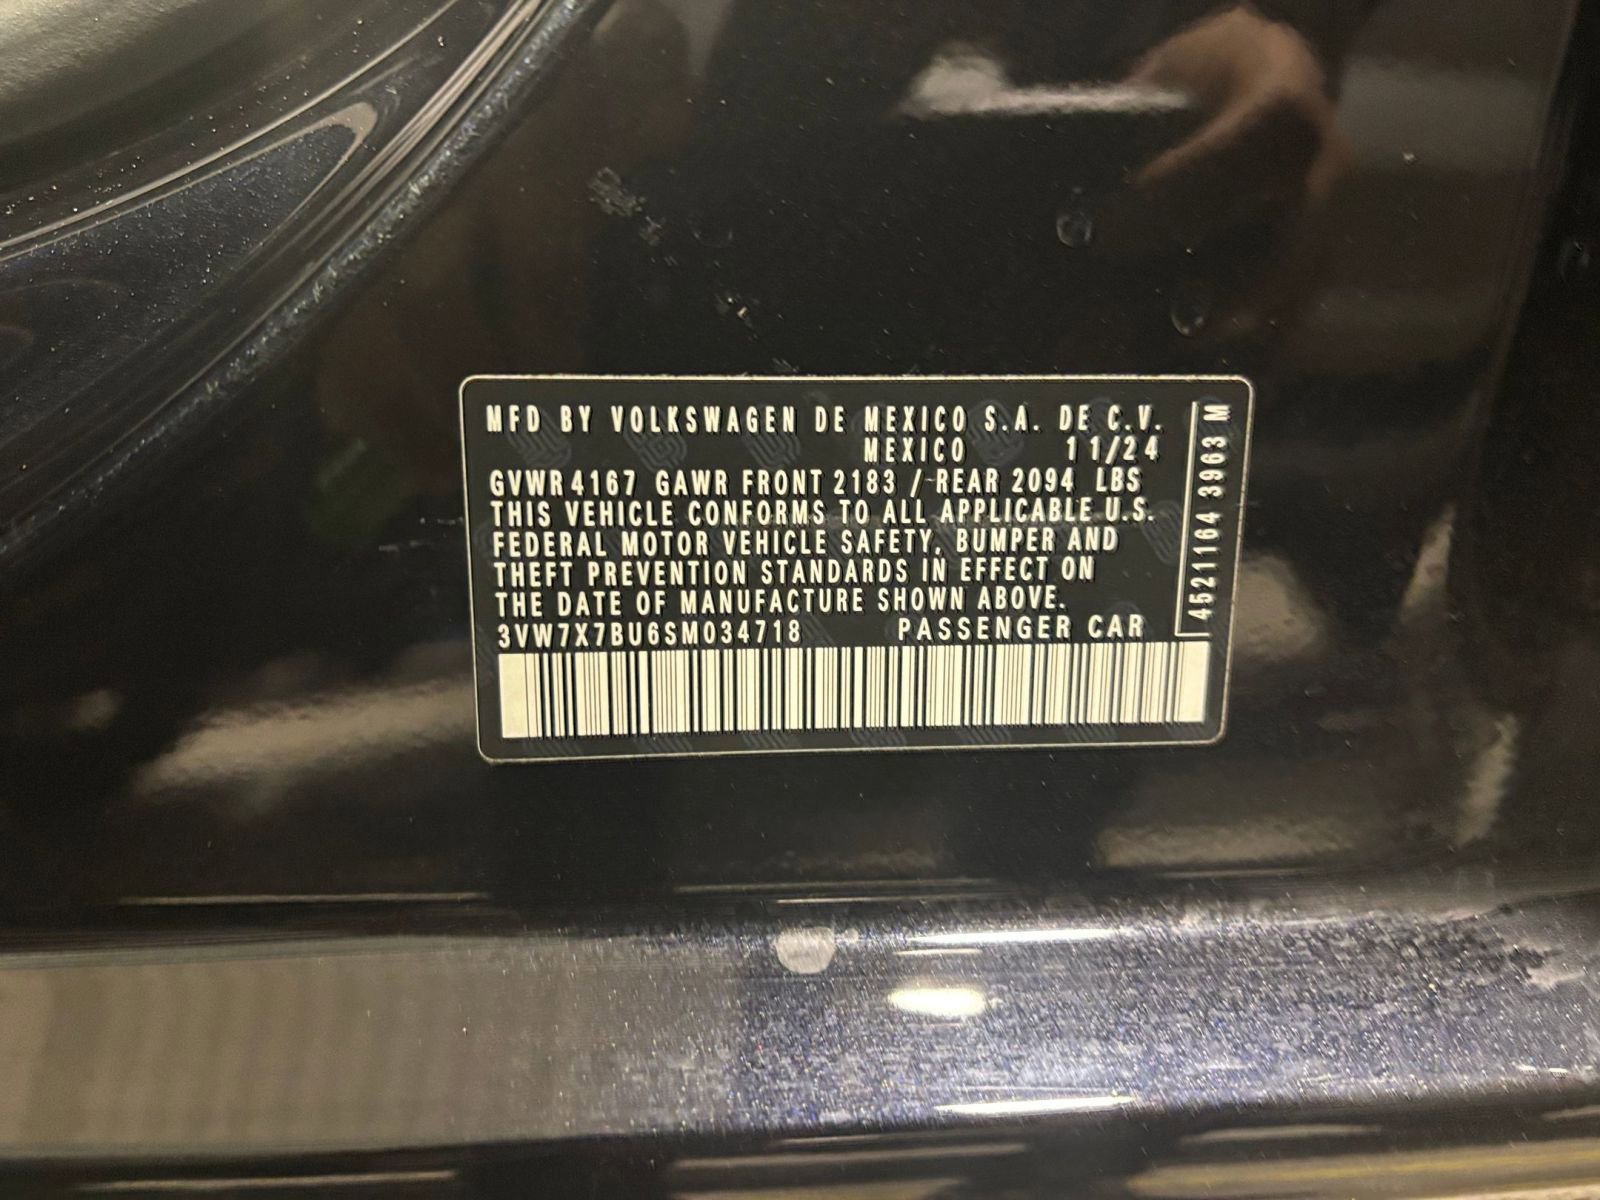 MFD BY VOLKSWAGEN DE MEXICO S.A. DE C.V.
MEXICO 11/24
GVWR 4167 GAWR FRONT 2183 / REAR 2094 LBS
THIS VEHICLE CONFORMS TO ALL APPLICABLE U.S.
FEDERAL MOTOR VEHICLE SAFETY, BUMPER AND
THEFT PREVENTION STANDARDS IN EFFECT ON
THE DATE OF MANUFACTURE SHOWN ABOVE.
3VW7X7BU6SM034718 PASSENGER CAR
4521164 3963 M